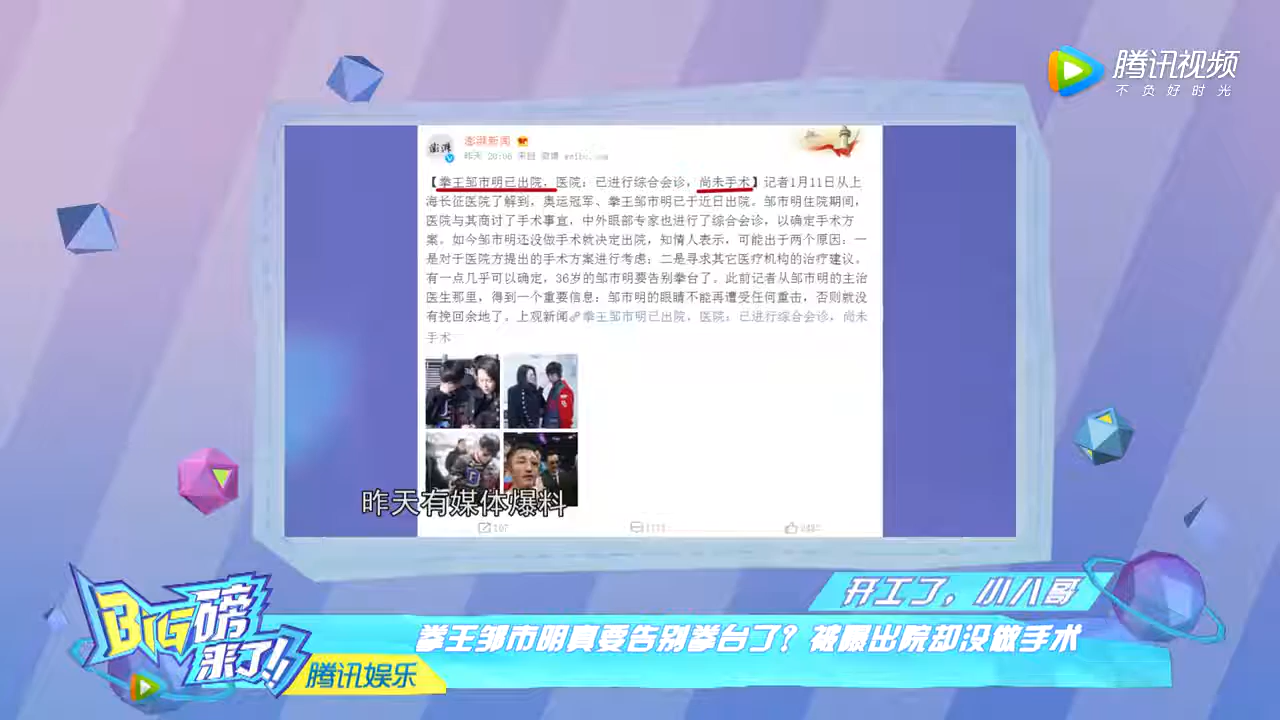 腾讯视频
不负好时光
澎湃新闻
澎湃
昨天 20:06 来自 微博 weibo.com
【拳王邹市明已出院，医院：已进行综合会诊，尚未手术】记者1月11日从上
海长征医院了解到，奥运冠军、拳王邹市明已于近日出院。邹市明住院期间，
医院与其商讨了手术事宜，中外眼部专家也进行了综合会诊，以确定手术方
案。如今邹市明还没做手术就决定出院，知情人表示，可能出于两个原因：一
是对于医院方提出的手术方案进行考虑；二是寻求其它医疗机构的治疗建议。
有一点几乎可以确定，36岁的邹市明要告别拳台了。此前记者从邹市明的主治
医生那里，得到一个重要信息：邹市明的眼睛不能再遭受任何重击，否则就没
有挽回余地了。上观新闻 拳王邹市明已出院，医院：已进行综合会诊，尚未
手术
昨天有媒体爆料
开工了，小八哥
拳王邹市明真要告别拳台了？被曝出院却没做手术
BIG磅
来了!!
腾讯娱乐